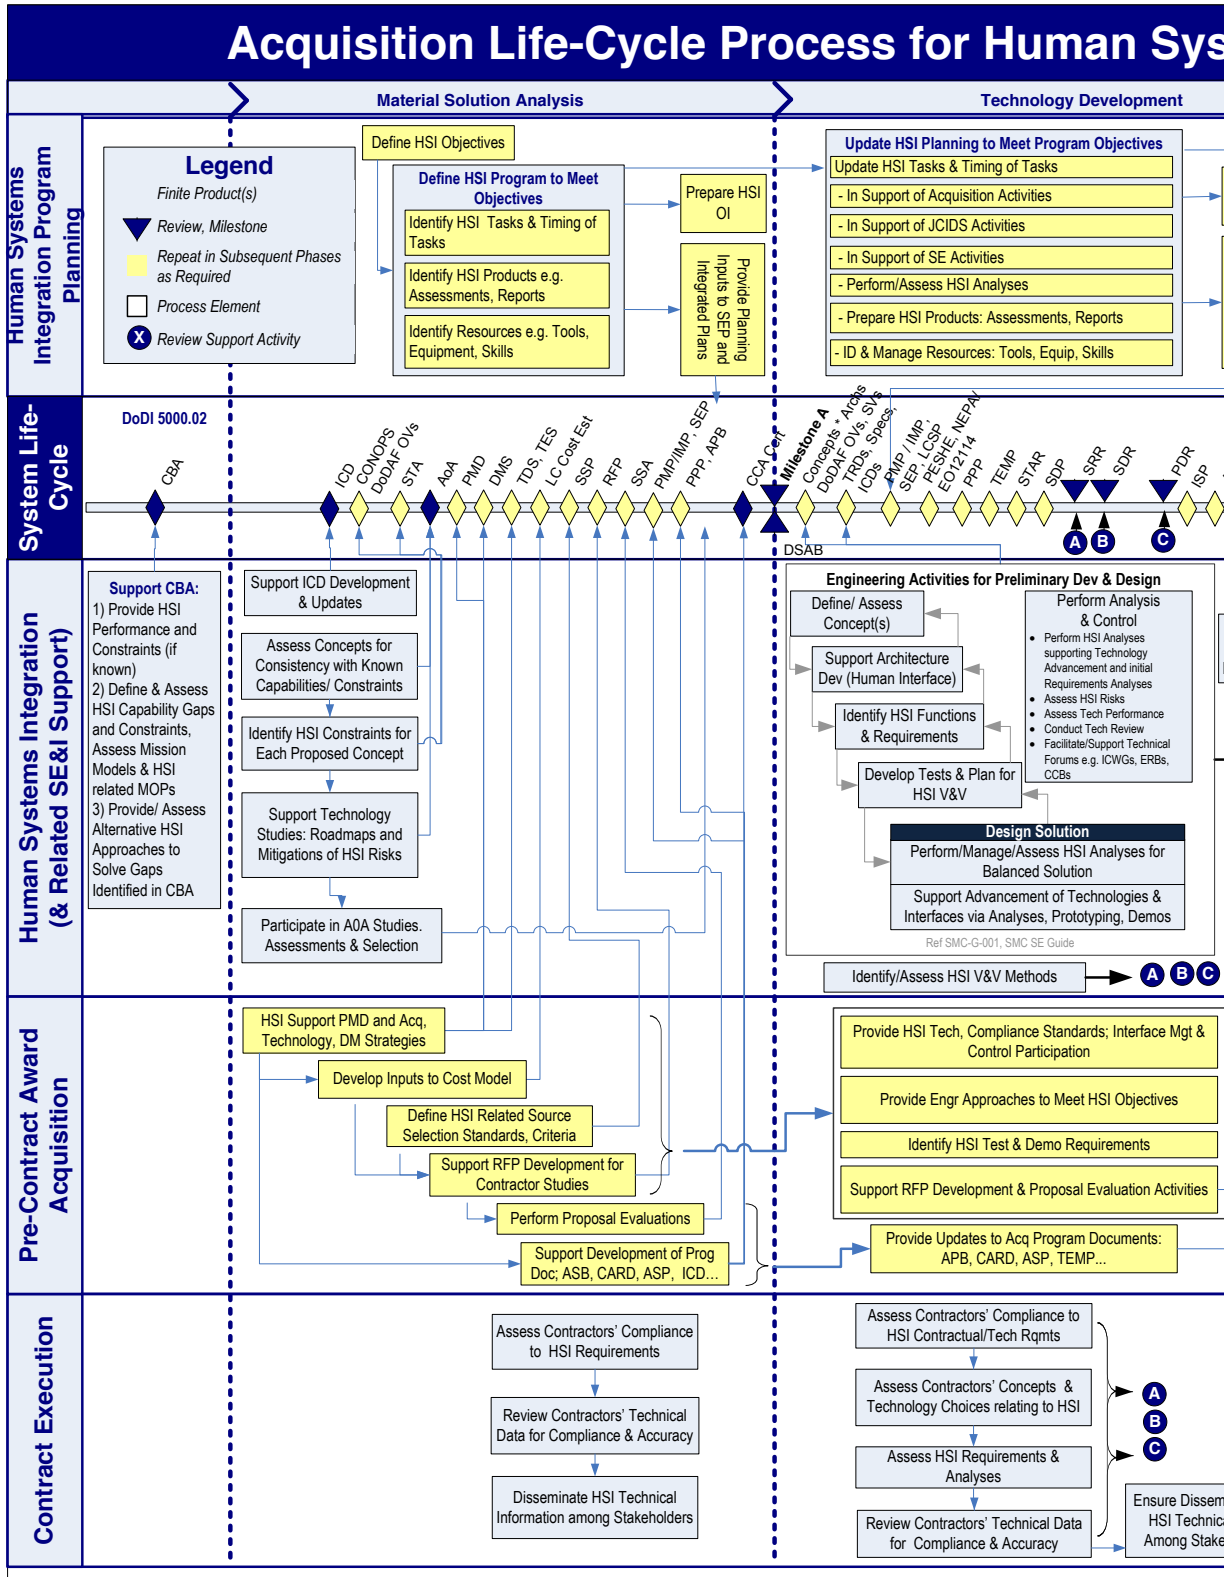 Acquisition Life-Cycle Process for Human Sys
Material Solution Analysis
Technology Development
Human Systems
Integration Program
Planning
Legend
Finite Product(s)
Review, Milestone
Repeat in Subsequent Phases
as Required
Process Element
X
Review Support Activity
Define HSI Objectives
Define HSI Program to Meet
Objectives
Identify HSI Tasks & Timing of
Tasks
Identify HSI Products e.g.
Assessments, Reports
Identify Resources e.g. Tools,
Equipment, Skills
Prepare HSI
OI
Provide Planning
Inputs to SEP and
Integrated Plans
Update HSI Planning to Meet Program Objectives
Update HSI Tasks & Timing of Tasks
- In Support of Acquisition Activities
- In Support of JCIDS Activities
- In Support of SE Activities
- Perform/Assess HSI Analyses
- Prepare HSI Products: Assessments, Reports
- ID & Manage Resources: Tools, Equip, Skills
System Life-
Cycle
DoDI 5000.02
CBA
ICD
CONOPS
DoDAF OVs
STA
AoA
PMD
DMS
TDS, TES
LC Cost Est
SSP
RFP
SSA
PMP/IMP, SEP
PPP, APB
CCA Cert
Milestone A
Concepts * Archs
DoDAF OVs, SVs
TRDs, Specs,
ICDs
PMP / IMP,
SEP, LCSP
PESHE, NEPA/
EO12114
PPP
TEMP
STAR
SDP
SRR
SDR
PDR
ISP
A
B
C
DSAB
Human Systems Integration
(& Related SE&I Support)
Support CBA:
1) Provide HSI
Performance and
Constraints (if
known)
2) Define & Assess
HSI Capability Gaps
and Constraints,
Assess Mission
Models & HSI
related MOPs
3) Provide/ Assess
Alternative HSI
Approaches to
Solve Gaps
Identified in CBA
Support ICD Development
& Updates
Assess Concepts for
Consistency with Known
Capabilities/ Constraints
Identify HSI Constraints for
Each Proposed Concept
Support Technology
Studies: Roadmaps and
Mitigations of HSI Risks
Participate in A0A Studies.
Assessments & Selection
Engineering Activities for Preliminary Dev & Design
Define/ Assess
Concept(s)
Support Architecture
Dev (Human Interface)
Identify HSI Functions
& Requirements
Develop Tests & Plan for
HSI V&V
Perform Analysis
& Control
• Perform HSI Analyses
supporting Technology
Advancement and initial
Requirements Analyses
• Assess HSI Risks
• Assess Tech Performance
• Conduct Tech Review
• Facilitate/Support Technical
Forums e.g. ICWGs, ERBs,
CCBs
Design Solution
Perform/Manage/Assess HSI Analyses for
Balanced Solution
Support Advancement of Technologies &
Interfaces via Analyses, Prototyping, Demos
Ref SMC-G-001, SMC SE Guide
Identify/Assess HSI V&V Methods
A
B
C
Pre-Contract Award
Acquisition
HSI Support PMD and Acq,
Technology, DM Strategies
Develop Inputs to Cost Model
Define HSI Related Source
Selection Standards, Criteria
Support RFP Development for
Contractor Studies
Perform Proposal Evaluations
Support Development of Prog
Doc; ASB, CARD, ASP, ICD…
Provide HSI Tech, Compliance Standards; Interface Mgt &
Control Participation
Provide Engr Approaches to Meet HSI Objectives
Identify HSI Test & Demo Requirements
Support RFP Development & Proposal Evaluation Activities
Provide Updates to Acq Program Documents:
APB, CARD, ASP, TEMP...
Contract Execution
Assess Contractors’ Compliance
to HSI Requirements
Review Contractors’ Technical
Data for Compliance & Accuracy
Disseminate HSI Technical
Information among Stakeholders
Assess Contractors’ Compliance to
HSI Contractual/Tech Rqmts
Assess Contractors’ Concepts &
Technology Choices relating to HSI
Assess HSI Requirements &
Analyses
Review Contractors’ Technical Data
for Compliance & Accuracy
A
B
C
Ensure Dissem
HSI Technica
Among Stake